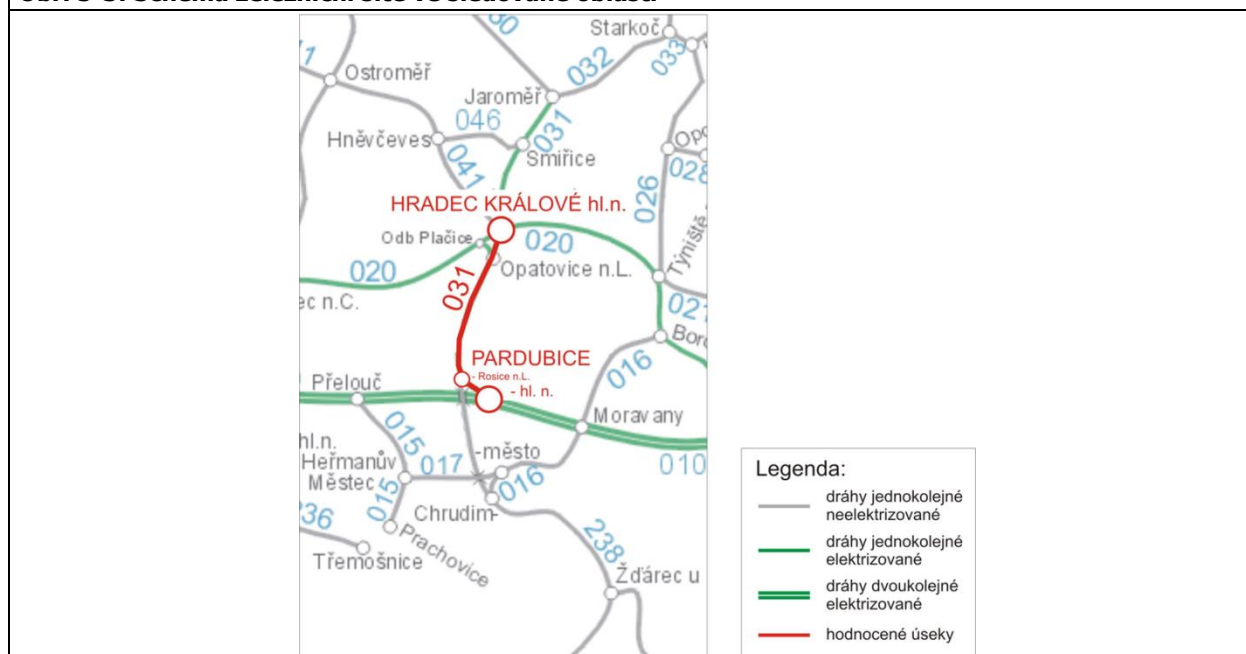 Starkoč
032
033
Ostroměř
Jaroměř
046
031
Hněvčeves
Smiřice
041
028
026
HRADEC KRÁLOVÉ hl.n.
Odb Plačice
020
Týniště
020
Opatovice n.L.
031
021
ec n.C.
PARDUBICE
- Rosice n.L.
- hl. n.
016
Přelouč
Moravany
015
hl.n.
-město
010
Heřmanův
Městec
017
016
015
Chrudim-
Prachovice
238
Třemošnice
Žďárec u
Legenda:
dráhy jednokolejné
neelektrizované
dráhy jednokolejné
elektrizované
dráhy dvoukolejné
elektrizované
hodnocené úseky